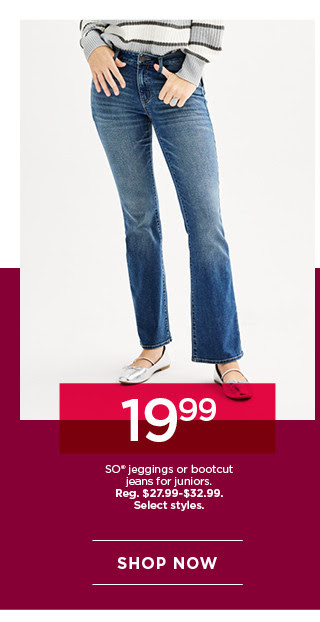 19⁹⁹
SO® jeggings or bootcut
jeans for juniors.
Reg. $27.99-$32.99.
Select styles.
SHOP NOW